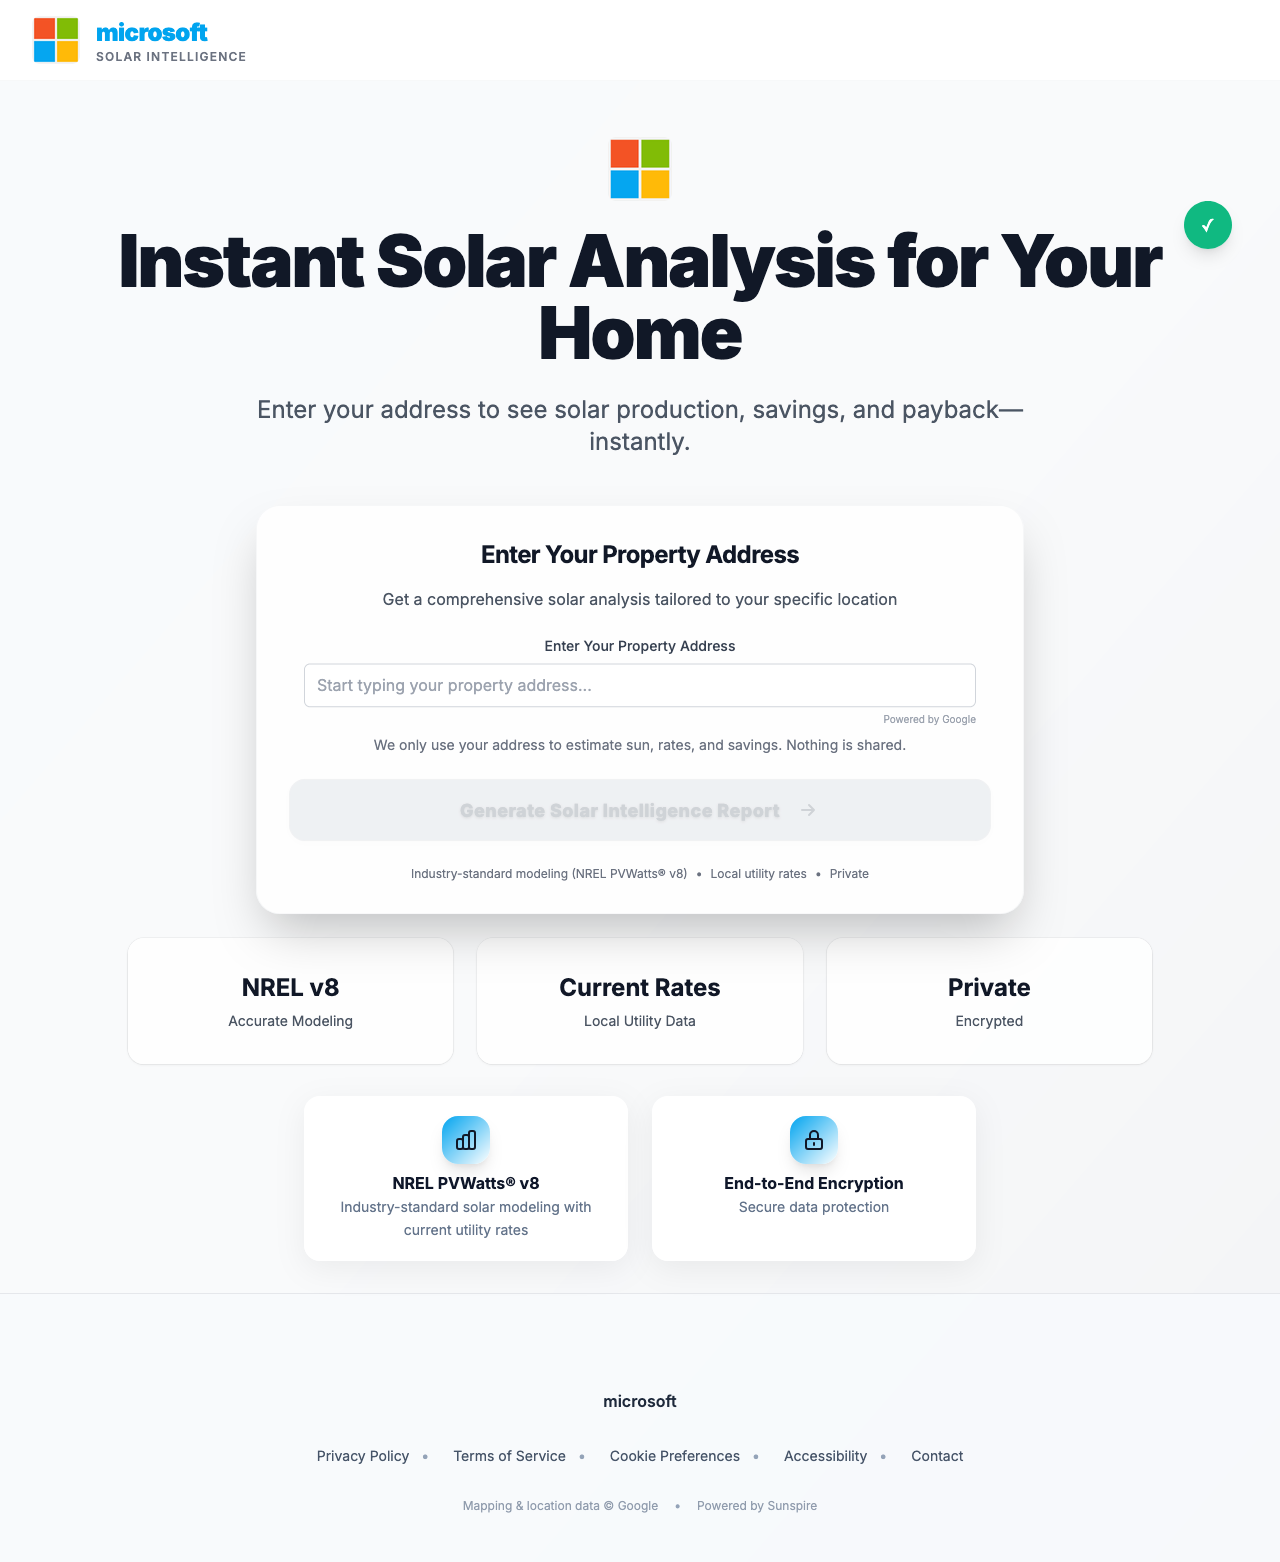 microsoft
SOLAR INTELLIGENCE
Instant Solar Analysis for Your
Home
Enter your address to see solar production, savings, and payback—
instantly.
Enter Your Property Address
Get a comprehensive solar analysis tailored to your specific location
Enter Your Property Address
Start typing your property address...
Powered by Google
We only use your address to estimate sun, rates, and savings. Nothing is shared.
Generate Solar Intelligence Report →
Industry-standard modeling (NREL PVWatts® v8) • Local utility rates • Private
NREL v8
Accurate Modeling
Current Rates
Local Utility Data
Private
Encrypted
NREL PVWatts® v8
Industry-standard solar modeling with
current utility rates
End-to-End Encryption
Secure data protection
microsoft
Privacy Policy • Terms of Service • Cookie Preferences • Accessibility • Contact
Mapping & location data © Google • Powered by Sunspire